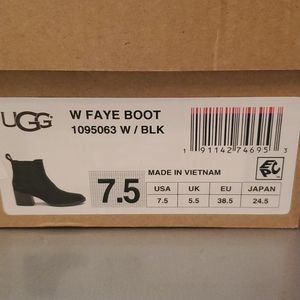 UGG
W FAYE BOOT
1095063 W / BLK
1 91142 74695 3
7.5
MADE IN VIETNAM
USA UK EU JAPAN
7.5 5.5 38.5 24.5